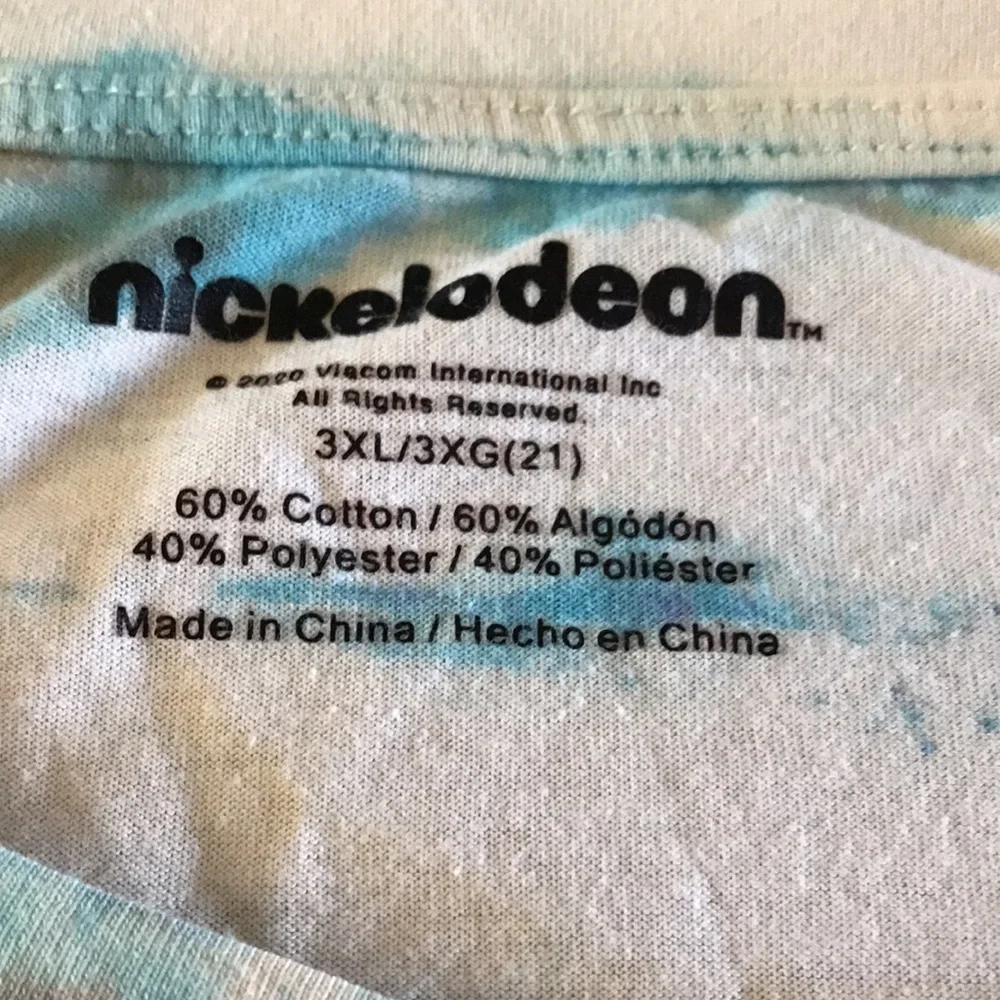 nickelodeon™
© 2020 Viacom International Inc
All Rights Reserved.
3XL/3XG(21)
60% Cotton / 60% Algódón
40% Polyester / 40% Poliéster
Made in China / Hecho en China